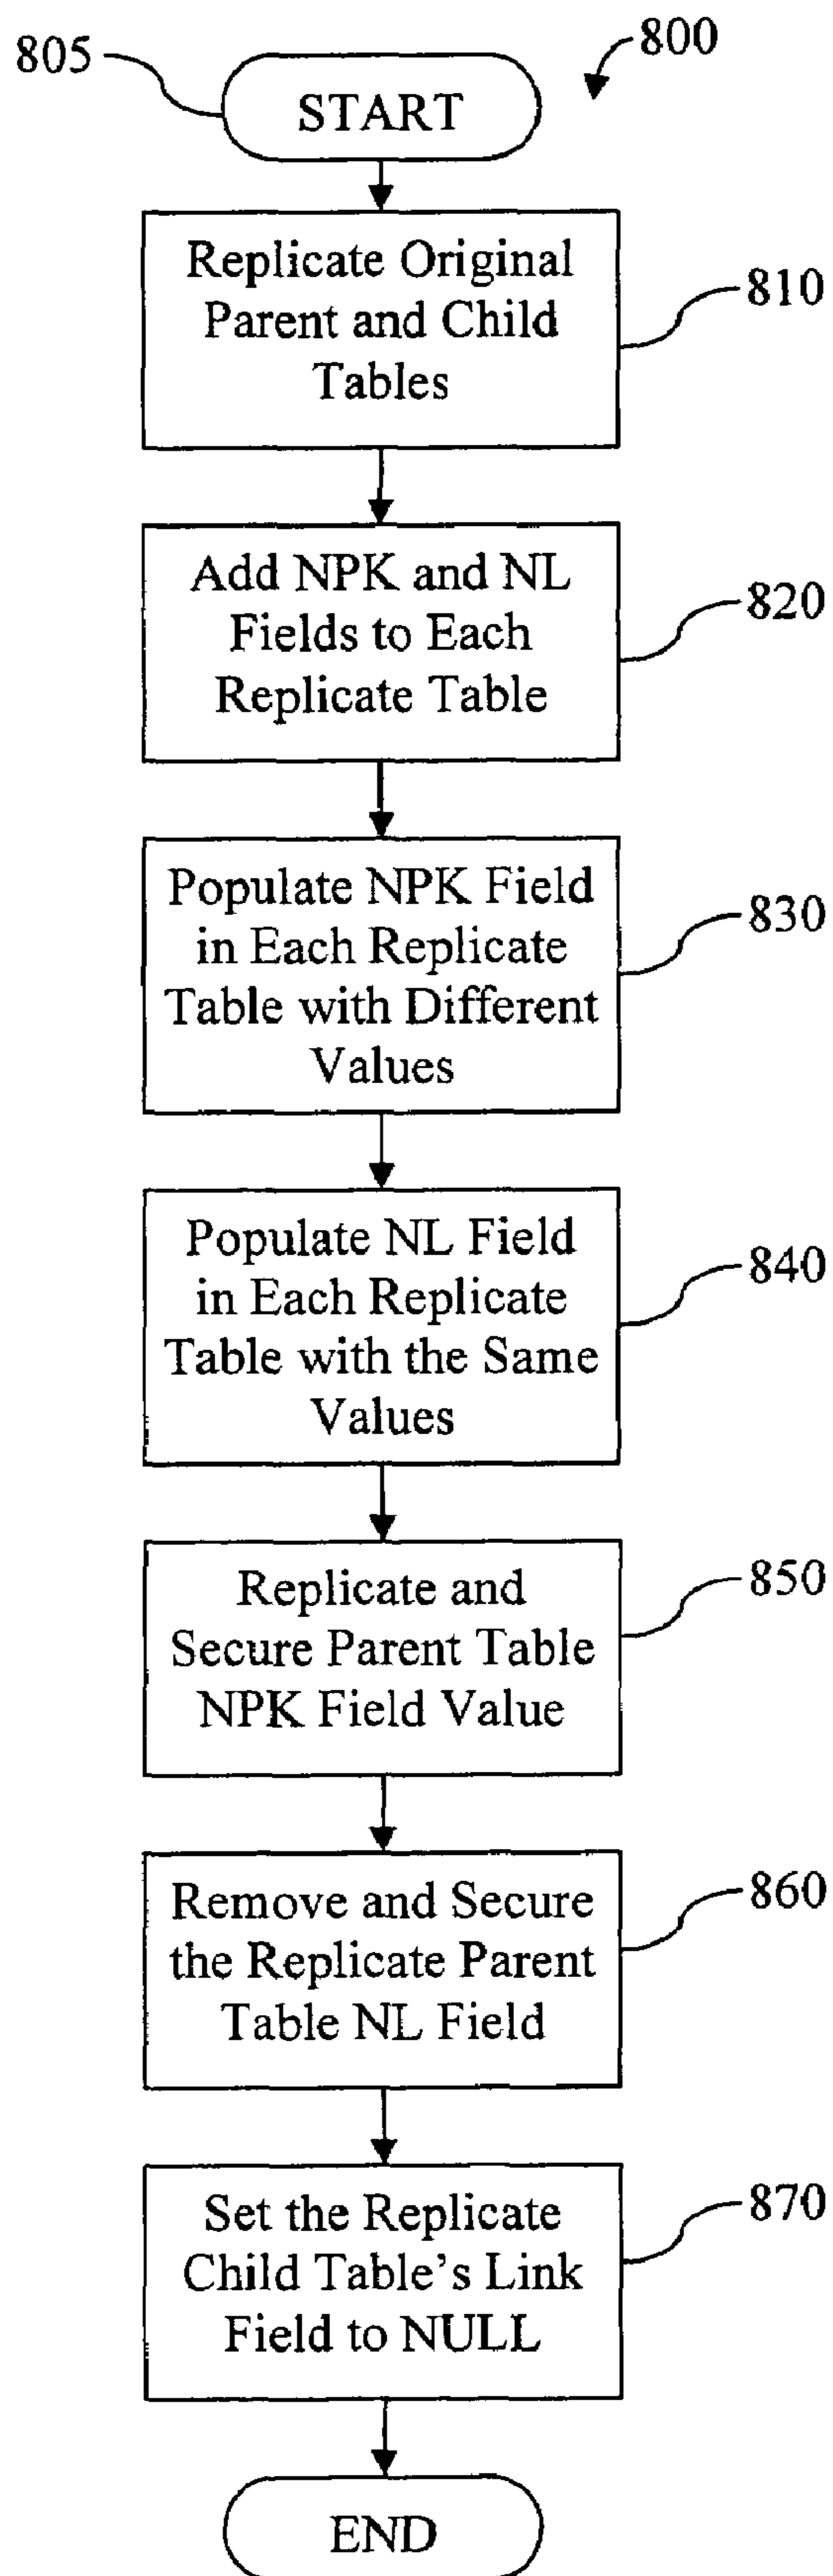 805
800
START
Replicate Original
Parent and Child
Tables
810
Add NPK and NL
Fields to Each
Replicate Table
820
Populate NPK Field
in Each Replicate
Table with Different
Values
830
Populate NL Field
in Each Replicate
Table with the Same
Values
840
Replicate and
Secure Parent Table
NPK Field Value
850
Remove and Secure
the Replicate Parent
Table NL Field
860
Set the Replicate
Child Table's Link
Field to NULL
870
END